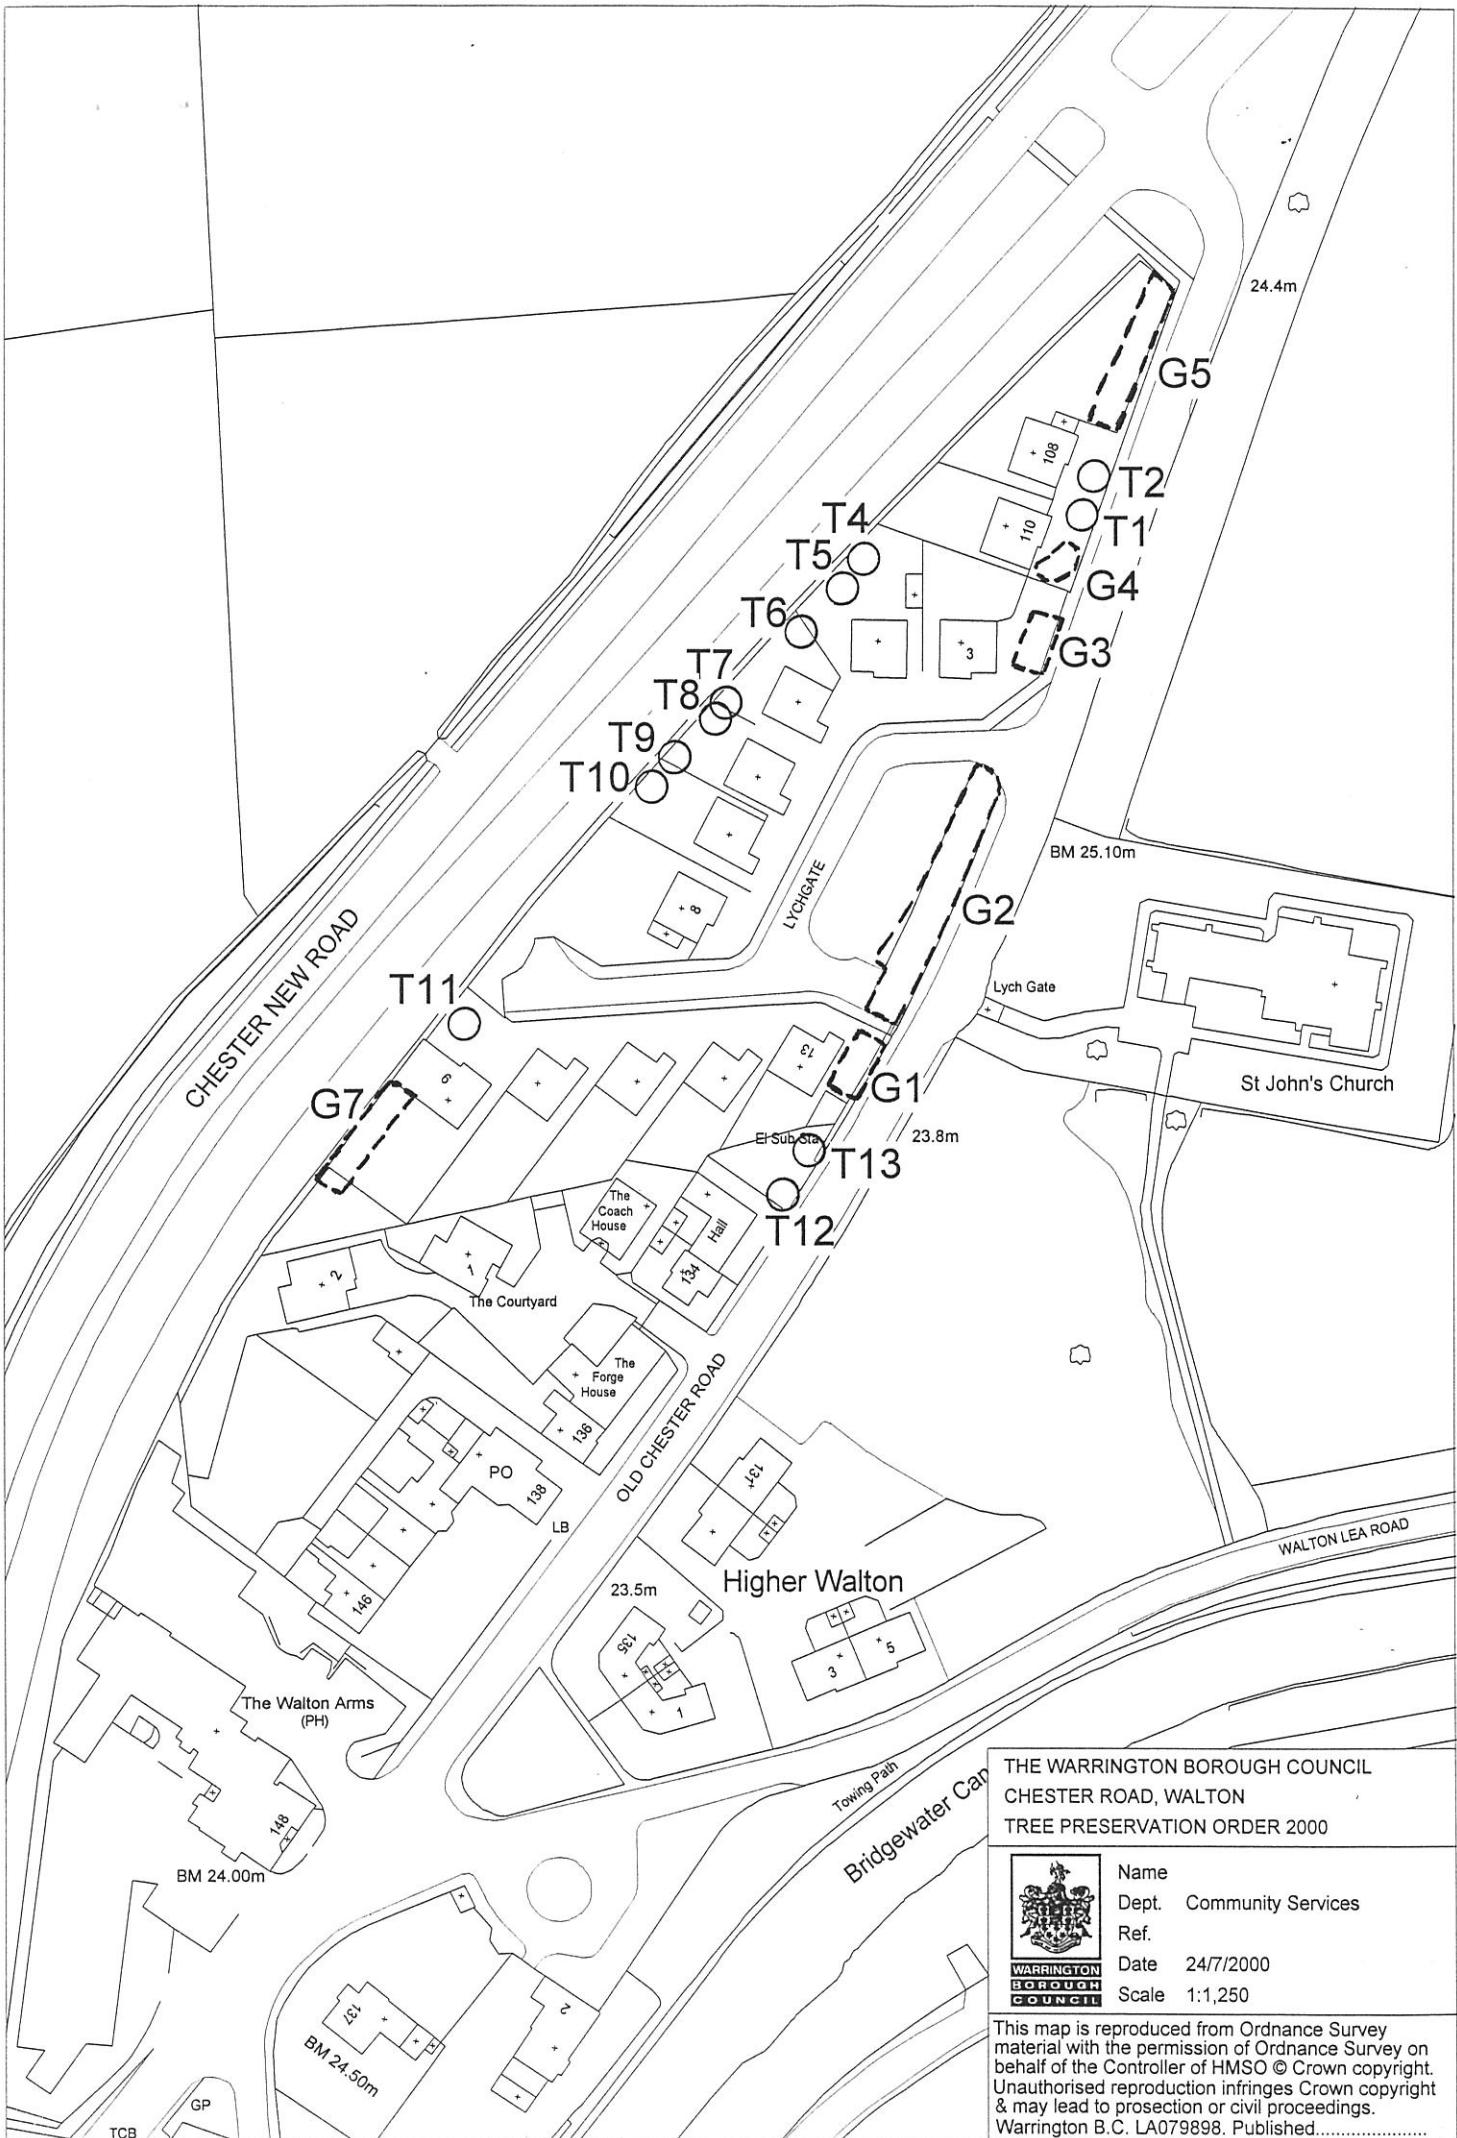 24.4m
G5
108
T2
T1
110
T4
T5
G4
T6
G3
3
T7
T8
T9
T10
BM 25.10m
LYCHGATE
8
G2
CHESTER NEW ROAD
T11
Lych Gate
13
9
G7
G1
St John's Church
El Sub Sta
23.8m
T13
T12
The
Coach
House
Hall
134
2
1
The Courtyard
The
Forge
House
136
OLD CHESTER ROAD
PO
138
131
LB
WALTON LEA ROAD
Higher Walton
23.5m
146
135
3
5
1
The Walton Arms
(PH)
148
BM 24.00m
Towing Path
Bridgewater Can
137
BM 24.50m
2
GP
TCB
THE WARRINGTON BOROUGH COUNCIL
CHESTER ROAD, WALTON
TREE PRESERVATION ORDER 2000
WARRINGTON
BOROUGH
COUNCIL
Name
Dept. Community Services
Ref.
Date 24/7/2000
Scale 1:1,250
This map is reproduced from Ordnance Survey
material with the permission of Ordnance Survey on
behalf of the Controller of HMSO © Crown copyright.
Unauthorised reproduction infringes Crown copyright
& may lead to prosection or civil proceedings.
Warrington B.C. LA079898. Published......................